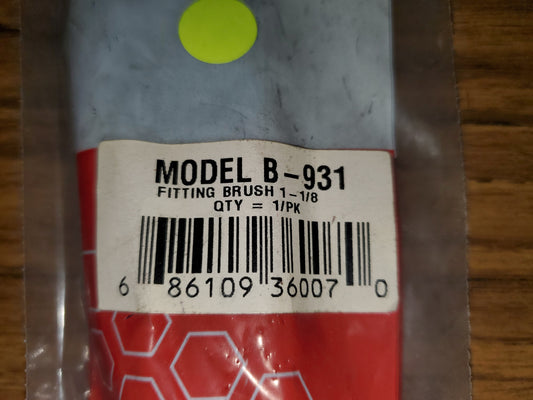 MODEL B-931
FITTING BRUSH 1-1/8
QTY = 1/PK
6 86109 36007 0